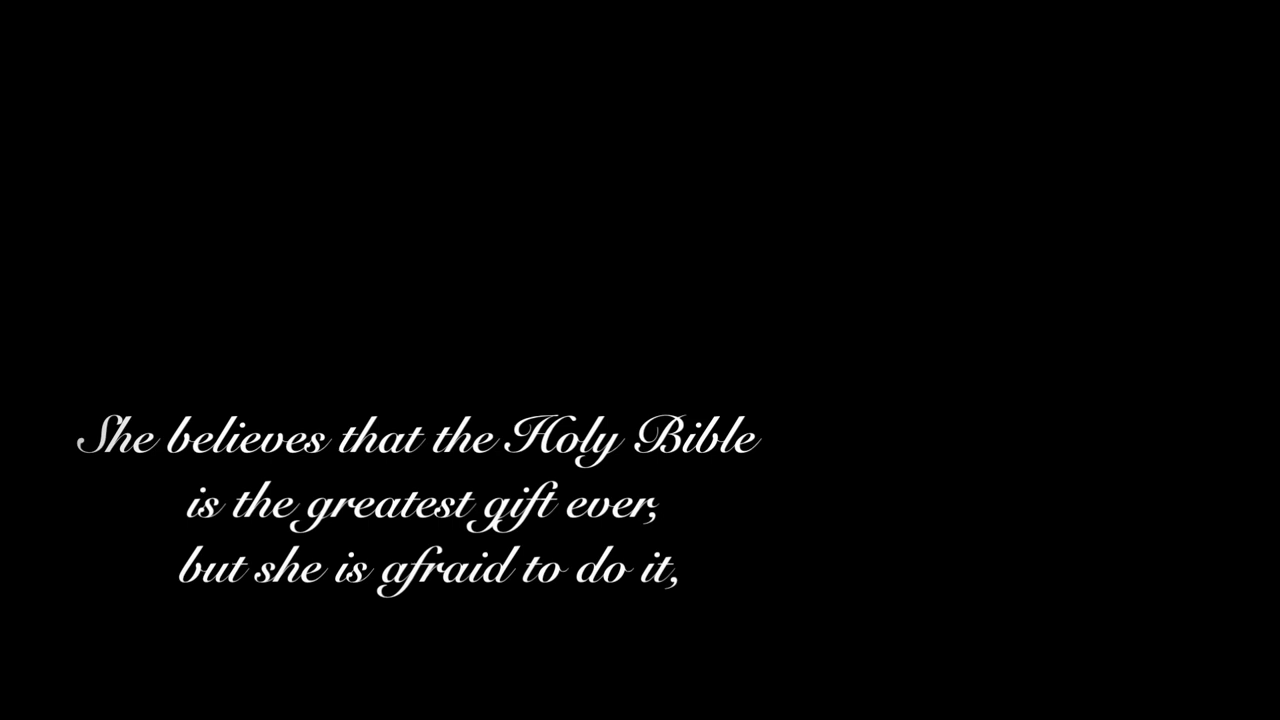 She believes that the Holy Bible
is the greatest gift ever,
but she is afraid to do it,